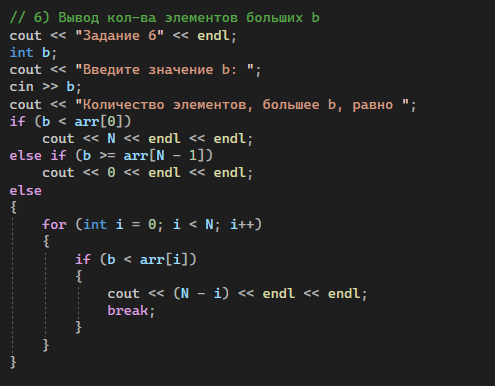 // 6) Вывод кол-ва элементов больших b
cout << "Задание 6" << endl;
int b;
cout << "Введите значение b: ";
cin >> b;
cout << "Количество элементов, большее b, равно ";
if (b < arr[0])
    cout << N << endl << endl;
else if (b >= arr[N - 1])
    cout << 0 << endl << endl;
else
{
    for (int i = 0; i < N; i++)
    {
        if (b < arr[i])
        {
            cout << (N - i) << endl << endl;
            break;
        }
    }
}